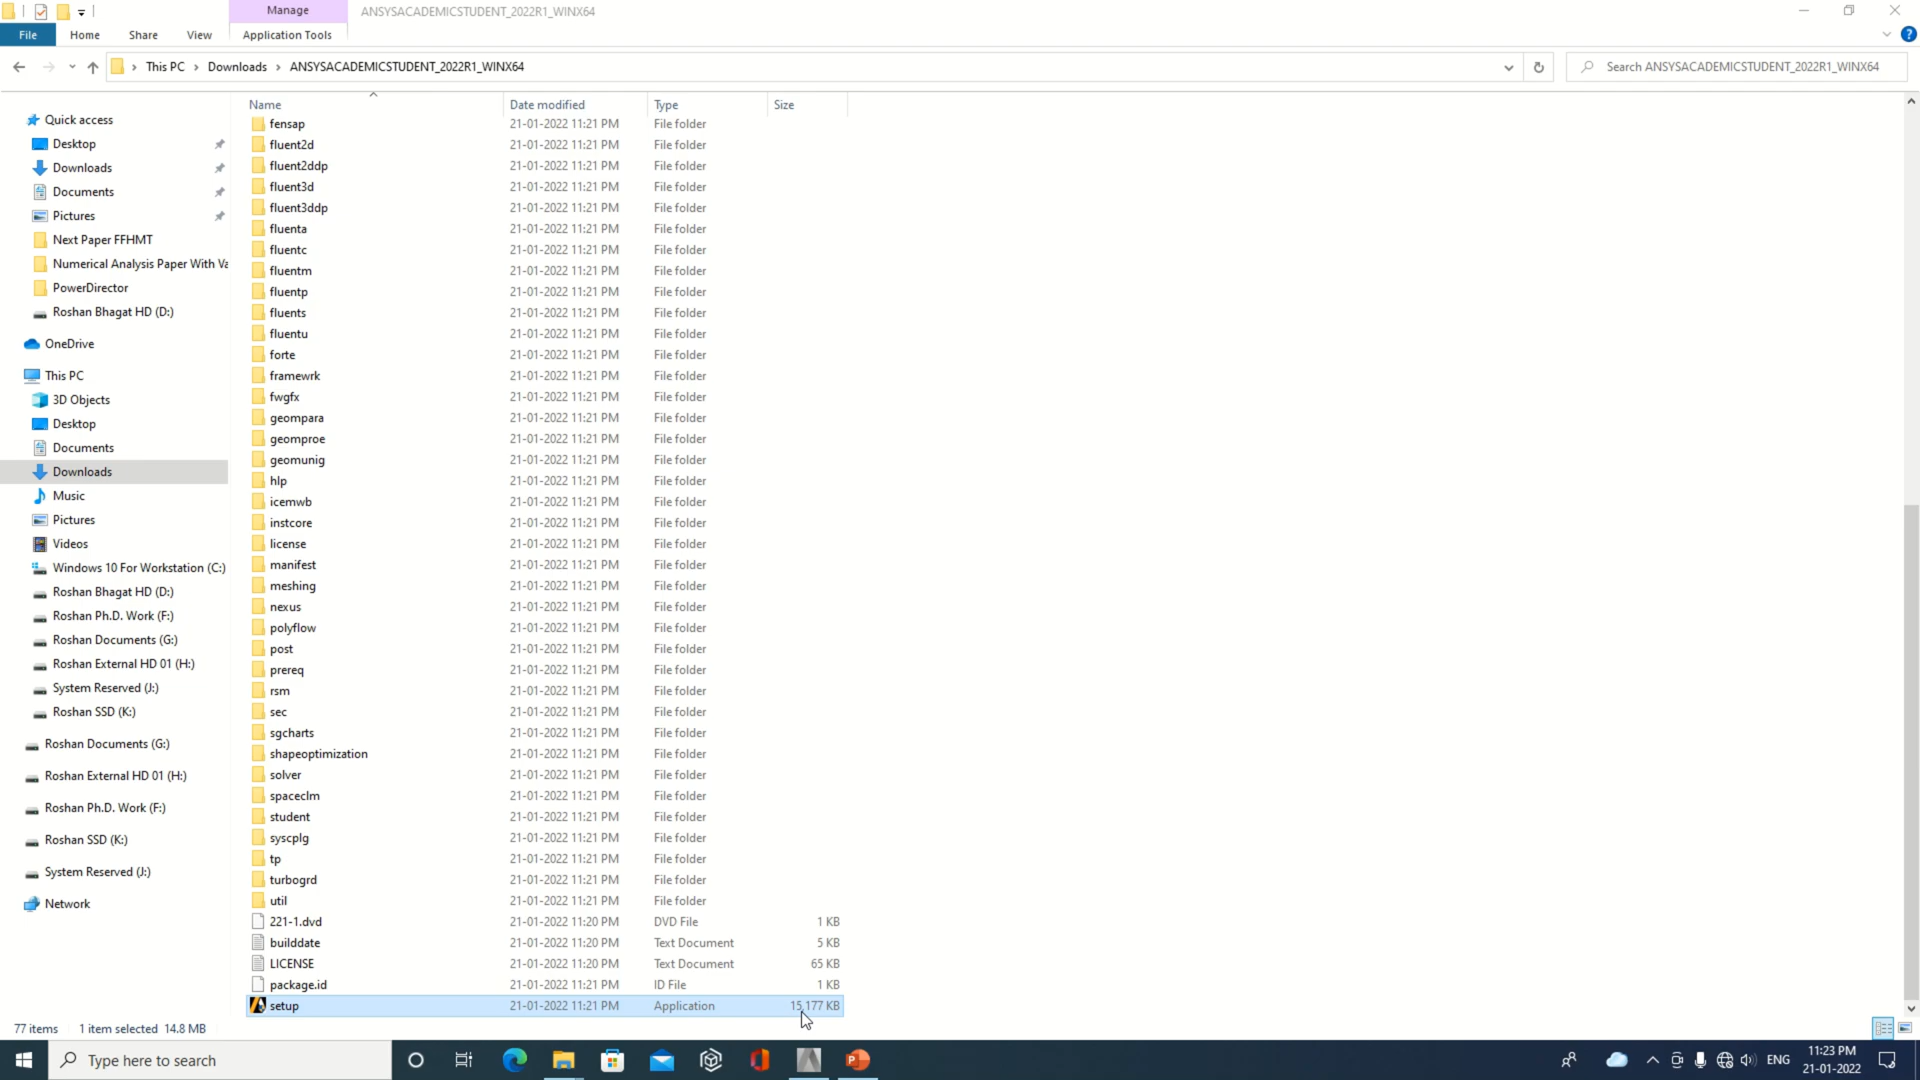 Manage
ANSYSACADEMICSTUDENT_2022R1_WINX64
File Home Share View Application Tools
This PC Downloads ANSYSACADEMICSTUDENT_2022R1_WINX64
Search ANSYSACADEMICSTUDENT_2022R1_WINX64
Quick access
Desktop
Downloads
Documents
Pictures
Next Paper FFHMT
Numerical Analysis Paper With Va
PowerDirector
Roshan Bhagat HD (D:)
OneDrive
This PC
3D Objects
Desktop
Documents
Downloads
Music
Pictures
Videos
Windows 10 For Workstation (C:)
Roshan Bhagat HD (D:)
Roshan Ph.D. Work (F:)
Roshan Documents (G:)
Roshan External HD 01 (H:)
System Reserved (J:)
Roshan SSD (K:)
Roshan Documents (G:)
Roshan External HD 01 (H:)
Roshan Ph.D. Work (F:)
Roshan SSD (K:)
System Reserved (J:)
Network
Name Date modified Type Size
fensap 21-01-2022 11:21 PM File folder
fluent2d 21-01-2022 11:21 PM File folder
fluent2ddp 21-01-2022 11:21 PM File folder
fluent3d 21-01-2022 11:21 PM File folder
fluent3ddp 21-01-2022 11:21 PM File folder
fluenta 21-01-2022 11:21 PM File folder
fluentc 21-01-2022 11:21 PM File folder
fluentm 21-01-2022 11:21 PM File folder
fluentp 21-01-2022 11:21 PM File folder
fluents 21-01-2022 11:21 PM File folder
fluentu 21-01-2022 11:21 PM File folder
forte 21-01-2022 11:21 PM File folder
framewrk 21-01-2022 11:21 PM File folder
fwgfx 21-01-2022 11:21 PM File folder
geompara 21-01-2022 11:21 PM File folder
geomproe 21-01-2022 11:21 PM File folder
geomunig 21-01-2022 11:21 PM File folder
hlp 21-01-2022 11:21 PM File folder
icemwb 21-01-2022 11:21 PM File folder
instcore 21-01-2022 11:21 PM File folder
license 21-01-2022 11:21 PM File folder
manifest 21-01-2022 11:21 PM File folder
meshing 21-01-2022 11:21 PM File folder
nexus 21-01-2022 11:21 PM File folder
polyflow 21-01-2022 11:21 PM File folder
post 21-01-2022 11:21 PM File folder
prereq 21-01-2022 11:21 PM File folder
rsm 21-01-2022 11:21 PM File folder
sec 21-01-2022 11:21 PM File folder
sgcharts 21-01-2022 11:21 PM File folder
shapeoptimization 21-01-2022 11:21 PM File folder
solver 21-01-2022 11:21 PM File folder
spaceclm 21-01-2022 11:21 PM File folder
student 21-01-2022 11:21 PM File folder
syscplg 21-01-2022 11:21 PM File folder
tp 21-01-2022 11:21 PM File folder
turbogrd 21-01-2022 11:21 PM File folder
util 21-01-2022 11:21 PM File folder
221-1.dvd 21-01-2022 11:20 PM DVD File 1 KB
builddate 21-01-2022 11:20 PM Text Document 5 KB
LICENSE 21-01-2022 11:20 PM Text Document 65 KB
package.id 21-01-2022 11:20 PM ID File 1 KB
setup 21-01-2022 11:21 PM Application 15,177 KB
77 items 1 item selected 14.8 MB
Type here to search
ENG
11:23 PM
21-01-2022